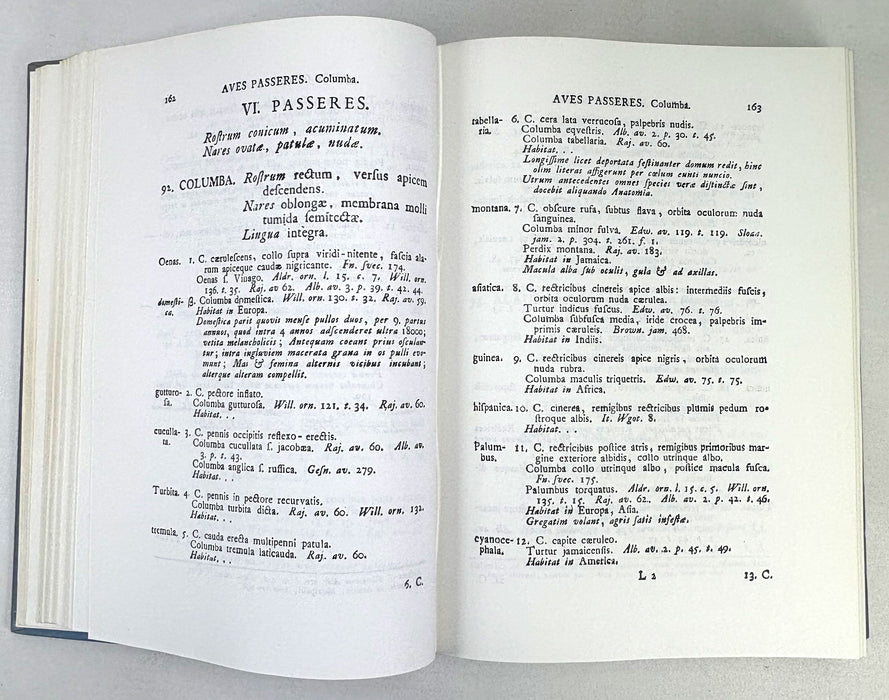 162
AVES PASSERES. Columba.
VI. PASSERES.
Roſtrum conicum, acuminatum.
Nares ovatæ, patulæ, nudæ.
92. COLUMBA. Roſtrum rectum, verſus apicem
deſcendens.
Nares oblongæ, membrana molli
tumida ſemitectæ.
Lingua integra.
Oenas. 1. C. cærulеſcens, collo ſupra viridi-nitente, faſcia ala-
rum apiceque caudæ nigricante. Fn. ſvec. 174.
Oenas ſ. Vinago. Aldr. orn. l. 15. c. 7. Will. orn.
136. t. 35. Raj. av 62. Alb. av. 3. p. 39. t. 42. 44.
domeſti- β. Columba domeſtica. Will. orn. 130. t. 32. Raj. av. 59.
ca. Habitat in Europa.
Domeſtica parit quovis menſe pullos duos, per 9. partus
annuos, quod intra 4 annos adſcenderet ultra 18000;
vetita melancholicis; Antequam coeant prius oſculan-
tur; intra ingluviem macerata grana in os pulli evo-
munt; Mas & femina alternis vicibus incubant;
alterque alteram compellit.
gutturo- 2. C. pectore inflato.
ſa. Columba gutturoſa. Will. orn. 121. t. 34. Raj. av. 60.
Habitat. . .
cuculla- 3. C. pennis occipitis reflexo-erectis.
ta. Columba cucullata ſ. jacobæa. Raj. av. 60. Alb. av.
3. p. t. 43.
Columba anglica ſ. ruſſica. Geſn. av. 279.
Habitat. . .
Turbita. 4. C. pennis in pectore recurvatis.
Columba turbita dicta. Raj. av. 60. Will. orn. 132.
Habitat. . .
tremula. 5. C. cauda erecta multipenni patula.
Columba tremula laticauda. Raj. av. 60.
Habitat. . .
6. C.
AVES PASSERES. Columba. 163
tabella- 6. C. cera lata verrucoſa, palpebris nudis.
ria. Columba eqveſtris. Alb. av. 2. p. 30. t. 45.
Columba tabellaria. Raj. av. 60.
Habitat. . .
Longiſſime licet deportata feſtinanter domum redit, hinc
olim literas aſſigerunt per cœlum eunti nuncio.
Utrum antecedentes omnes ſpecies veræ diſtinctæ ſint,
docebit aliquando Anatomia.
montana. 7. C. obſcure rufa, ſubtus flava, orbita oculorum nuda
ſanguinea.
Columba minor fulva. Edw. av. 119. t. 119. Sloan.
jam. 2. p. 304. t. 261. f. 1.
Perdix montana. Raj. av. 183.
Habitat in Jamaica.
Macula alba ſub oculis, gula & ad axillas.
aſiatica. 8. C. rectricibus cinereis apice albis: intermediis fuſcis,
orbita oculorum nuda cærulea.
Turtur indicus fuſcus. Edw. av. 76. t. 76.
Columba ſubfuſca media, iride crocea, palpebris im-
primis cæruleis. Brown. jam. 468.
Habitat in Indiis.
guinea. 9. C. rectricibus cinereis apice nigris, orbita oculorum
nuda rubra.
Columba maculis triquetris. Edw. av. 75. t. 75.
Habitat in Africa.
hiſpanica. 10. C. cinerea, remigibus rectricibus plumis pedum ro-
ſtroque albis. It. Wgot. 8.
Habitat. . .
Palum- 11. C. rectricibus poſtice atris, remigibus primoribus mar-
bus. gine exteriore albidis, collo utrinque albo.
Columba collo utrinque albo, poſtice macula fuſca.
Fn. ſvec. 175.
Palumbus torquatus. Aldr. orn. l. 15. c. 5. Will. orn.
135. t. 15. Raj. av. 62. Alb. av. 2. p. 42. t. 46.
Habitat in Europa, Aſia.
Gregatim volant, agris ſatis infeſtæ.
cyanoce- 12. C. capite cæruleo.
phala. Turtur jamaicenſis. Alb. av. 2. p. 45. t. 49.
Habitat in America.
L 2 13. C.